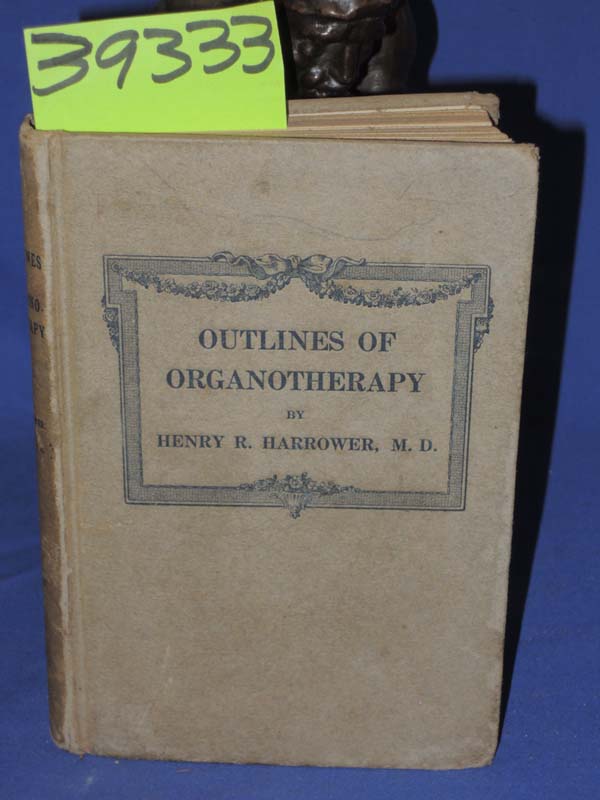 39333
OUTLINES OF
ORGANOTHERAPY
BY
HENRY R. HARROWER, M. D.